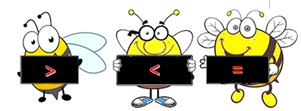 > < =